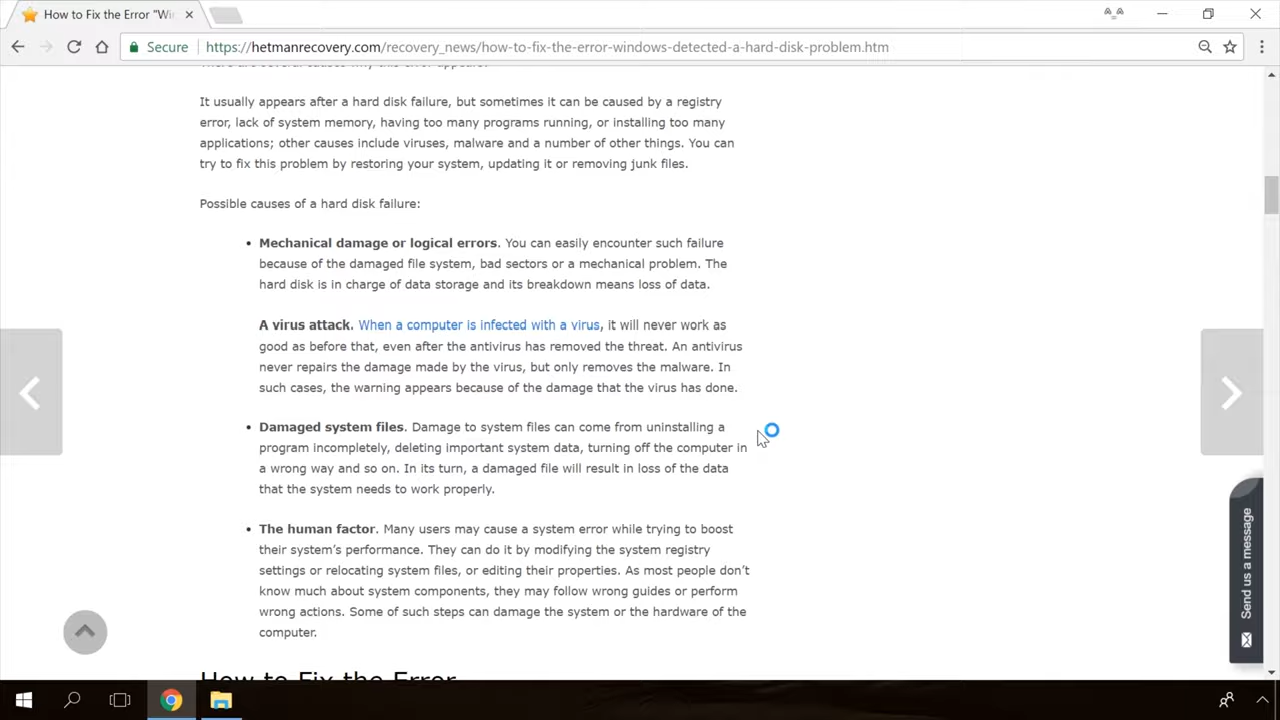 How to Fix the Error "Wi
Secure
https://hetmanrecovery.com/recovery_news/how-to-fix-the-error-windows-detected-a-hard-disk-problem.htm
There are several causes why this error appears.
It usually appears after a hard disk failure, but sometimes it can be caused by a registry
error, lack of system memory, having too many programs running, or installing too many
applications; other causes include viruses, malware and a number of other things. You can
try to fix this problem by restoring your system, updating it or removing junk files.
Possible causes of a hard disk failure:
• Mechanical damage or logical errors. You can easily encounter such failure
because of the damaged file system, bad sectors or a mechanical problem. The
hard disk is in charge of data storage and its breakdown means loss of data.
A virus attack. When a computer is infected with a virus, it will never work as
good as before that, even after the antivirus has removed the threat. An antivirus
never repairs the damage made by the virus, but only removes the malware. In
such cases, the warning appears because of the damage that the virus has done.
• Damaged system files. Damage to system files can come from uninstalling a
program incompletely, deleting important system data, turning off the computer in
a wrong way and so on. In its turn, a damaged file will result in loss of the data
that the system needs to work properly.
• The human factor. Many users may cause a system error while trying to boost
their system’s performance. They can do it by modifying the system registry
settings or relocating system files, or editing their properties. As most people don’t
know much about system components, they may follow wrong guides or perform
wrong actions. Some of such steps can damage the system or the hardware of the
computer.
How to Fix the Error
Send us a message